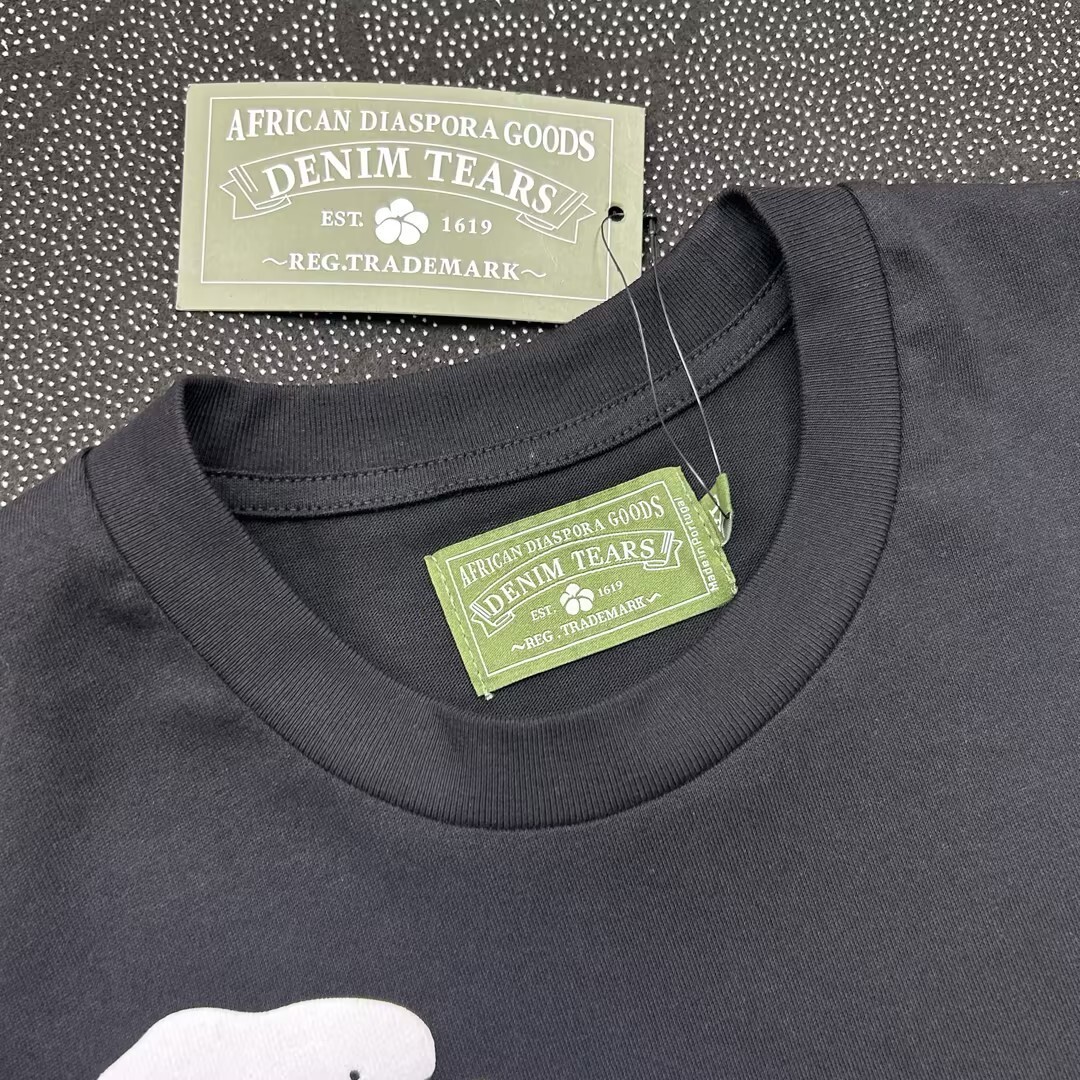 AFRICAN DIASPORA GOODS
DENIM TEARS
EST. 1619
~REG.TRADEMARK~
AFRICAN DIASPORA GOODS
DENIM TEARS
EST. 1619
~REG . TRADEMARK~
Made in Portugal